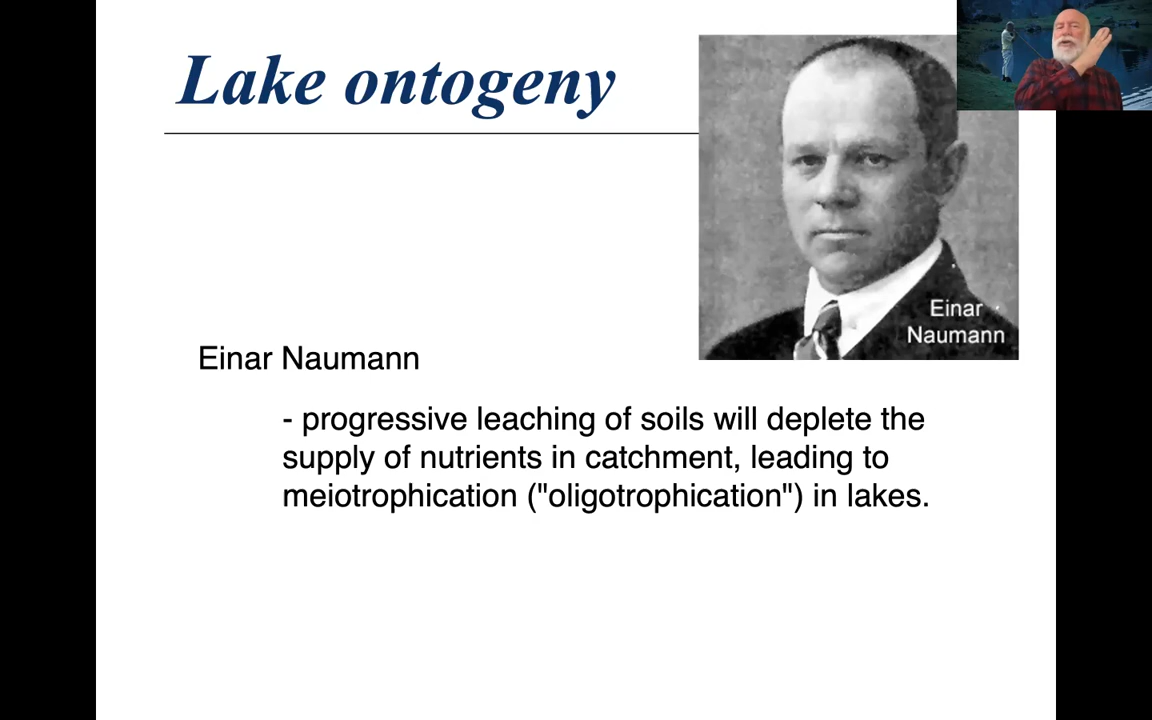 Lake ontogeny
Einar
Naumann
Einar Naumann
- progressive leaching of soils will deplete the
supply of nutrients in catchment, leading to
meiotrophication ("oligotrophication") in lakes.